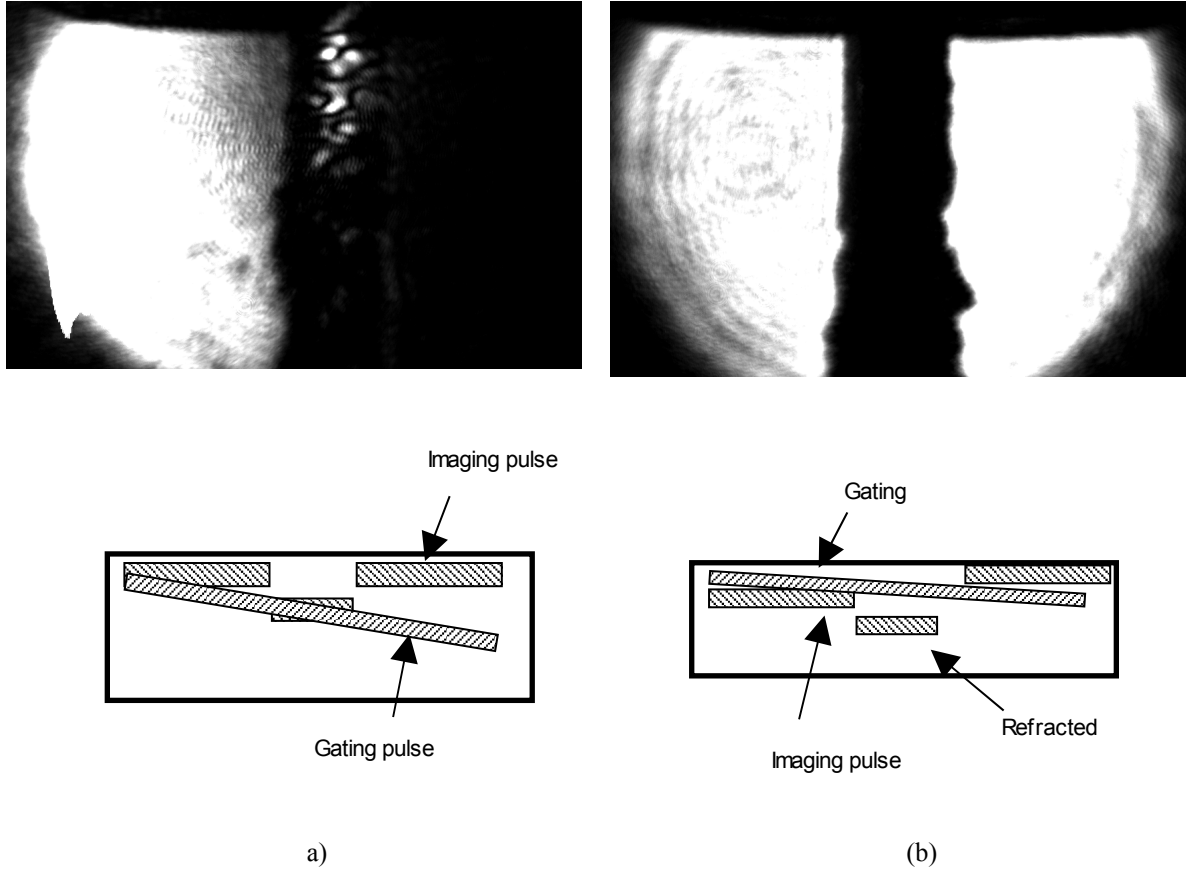 Imaging pulse
Gating pulse
Gating
Imaging pulse
Refracted
a)
(b)